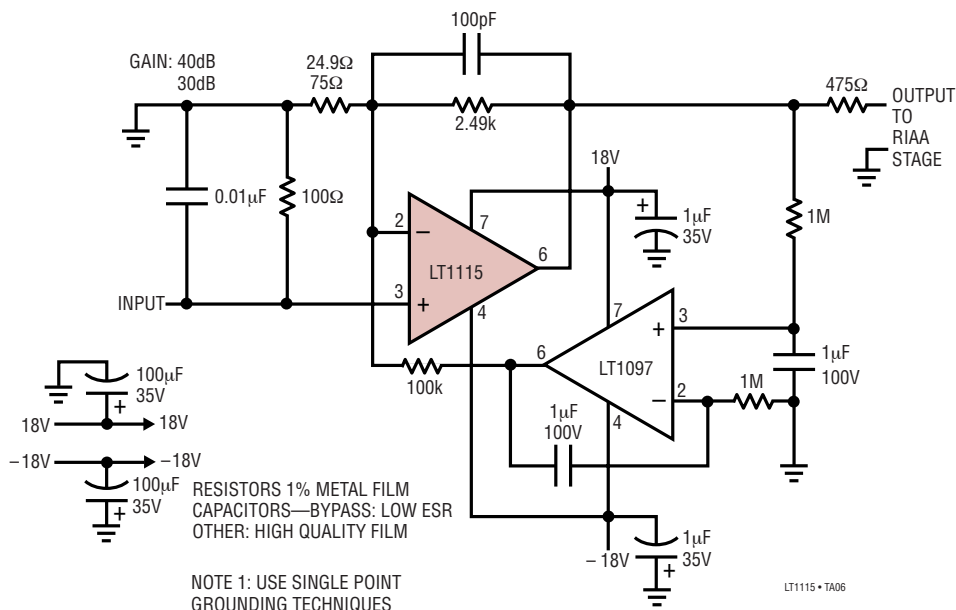 100pF
GAIN: 40dB
30dB
24.9Ω
75Ω
2.49k
475Ω
OUTPUT
TO
RIAA
STAGE
0.01µF
100Ω
18V
+
1µF
35V
1M
2
–
7
6
LT1115
3
+
4
INPUT
100k
7
3
+
6
LT1097
–
2
4
1M
1µF
100V
1µF
100V
100µF
35V
+
18V
18V
–18V
–18V
100µF
35V
+
RESISTORS 1% METAL FILM
CAPACITORS—BYPASS: LOW ESR
OTHER: HIGH QUALITY FILM
–18V
1µF
35V
+
NOTE 1: USE SINGLE POINT
GROUNDING TECHNIQUES
LT1115 • TA06